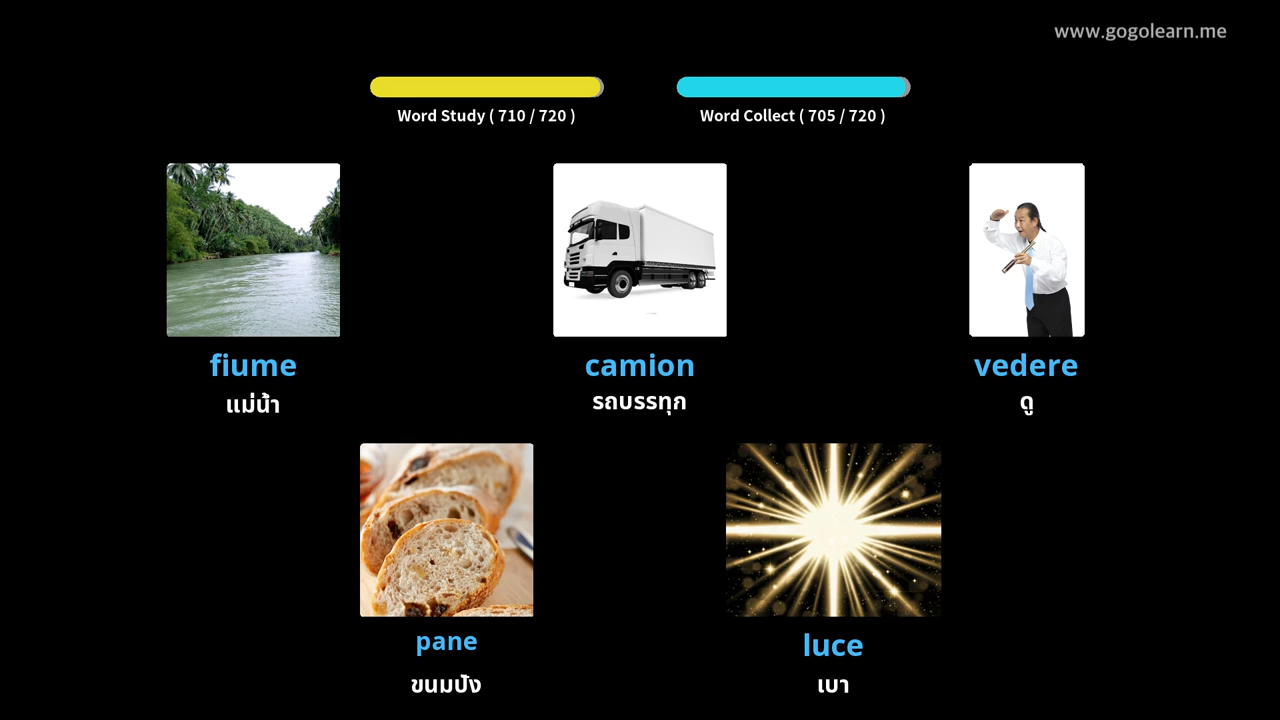 www.gogolearn.me
Word Study ( 710 / 720 )
Word Collect ( 705 / 720 )
fiume
camion
vedere
แม่น้ำ
รถบรรทุก
ดู
pane
luce
ขนมปัง
เบา